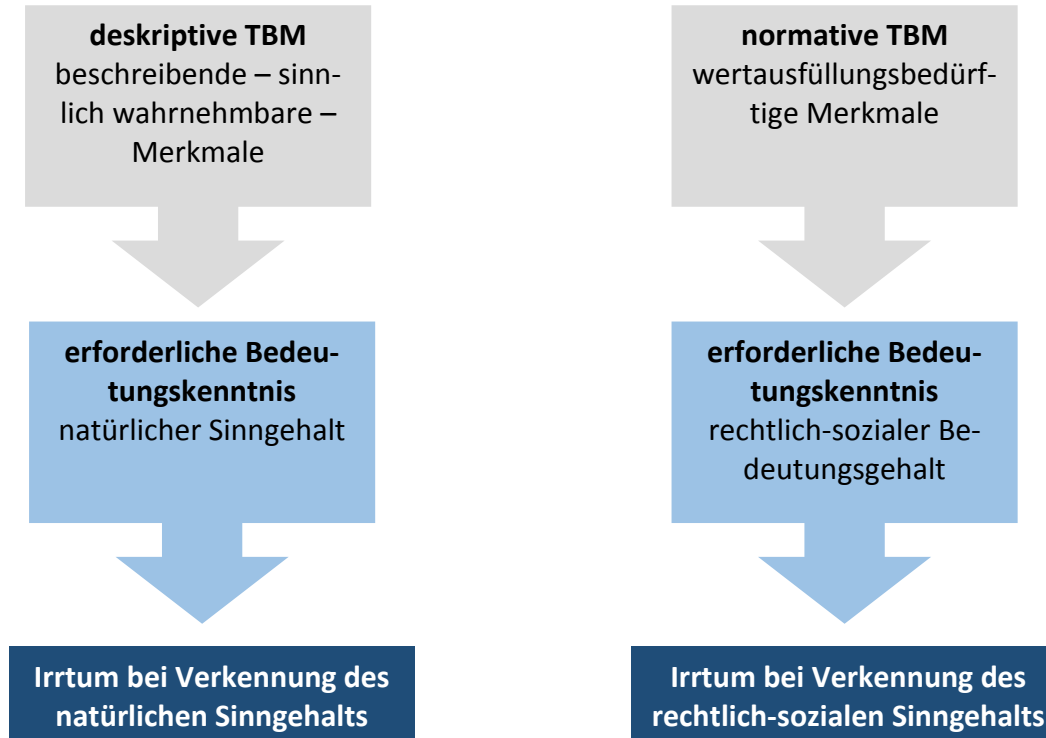 deskriptive TBM
beschreibende – sinn-
lich wahrnehmbare –
Merkmale
erforderliche Bedeu-
tungskenntnis
natürlicher Sinngehalt
Irrtum bei Verkennung des
natürlichen Sinngehalts
normative TBM
wertausfüllungsbedürf-
tige Merkmale
erforderliche Bedeu-
tungskenntnis
rechtlich-sozialer Be-
deutungsgehalt
Irrtum bei Verkennung des
rechtlich-sozialen Sinngehalts